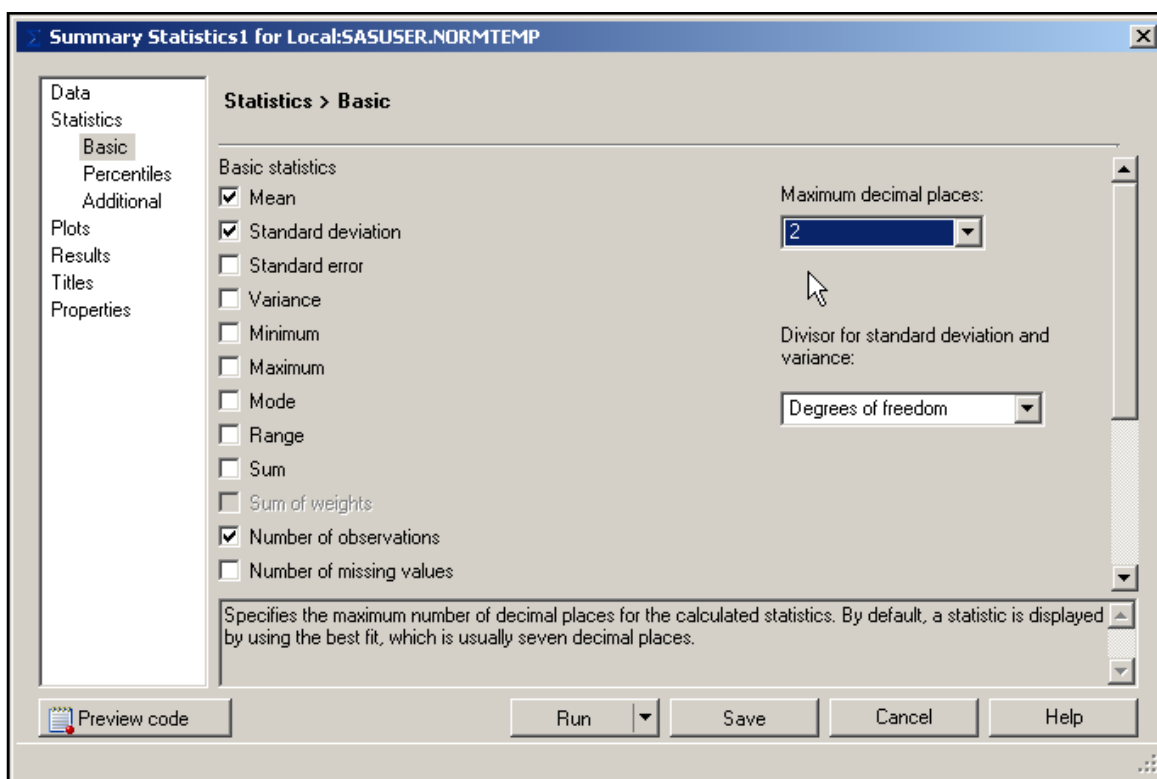 Summary Statistics1 for Local:SASUSER.NORMTEMP
Data
Statistics
Basic
Percentiles
Additional
Plots
Results
Titles
Properties
Statistics > Basic
Basic statistics
Mean
Standard deviation
Standard error
Variance
Minimum
Maximum
Mode
Range
Sum
Sum of weights
Number of observations
Number of missing values
Maximum decimal places:
2
Divisor for standard deviation and
variance:
Degrees of freedom
Specifies the maximum number of decimal places for the calculated statistics. By default, a statistic is displayed
by using the best fit, which is usually seven decimal places.
Preview code
Run
Save
Cancel
Help